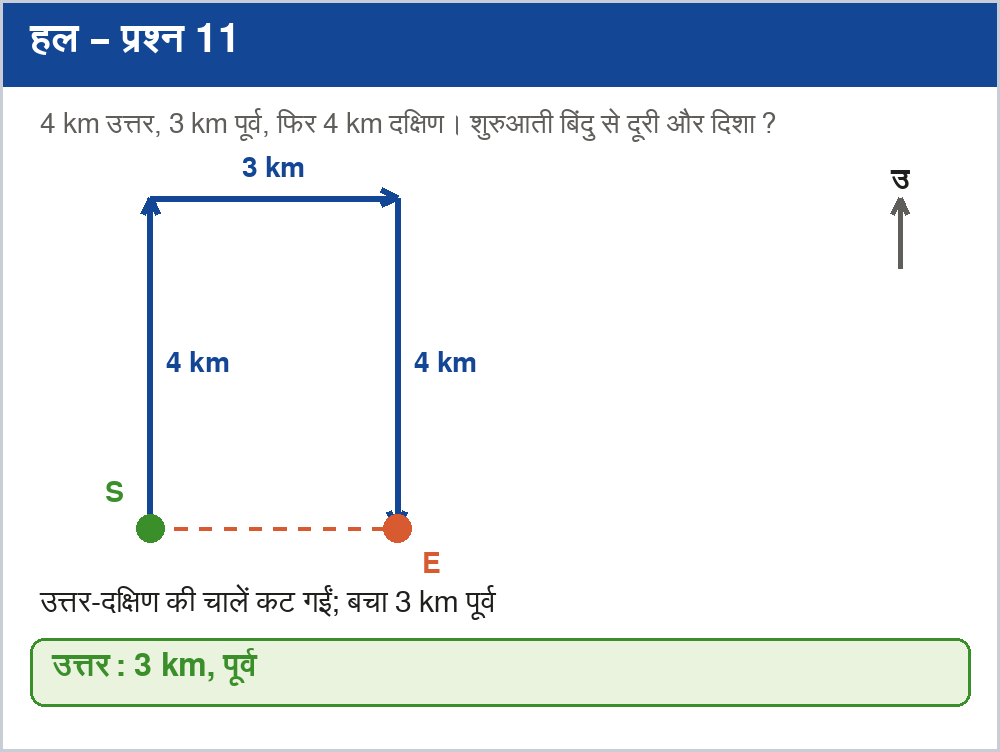 हल – प्रश्न 11
4 km उत्तर, 3 km पूर्व, फिर 4 km दक्षिण। शुरुआती बिंदु से दूरी और दिशा?
3 km
उ
4 km
4 km
S
E
उत्तर-दक्षिण की चालें कट गईं; बचा 3 km पूर्व
उत्तर: 3 km, पूर्व